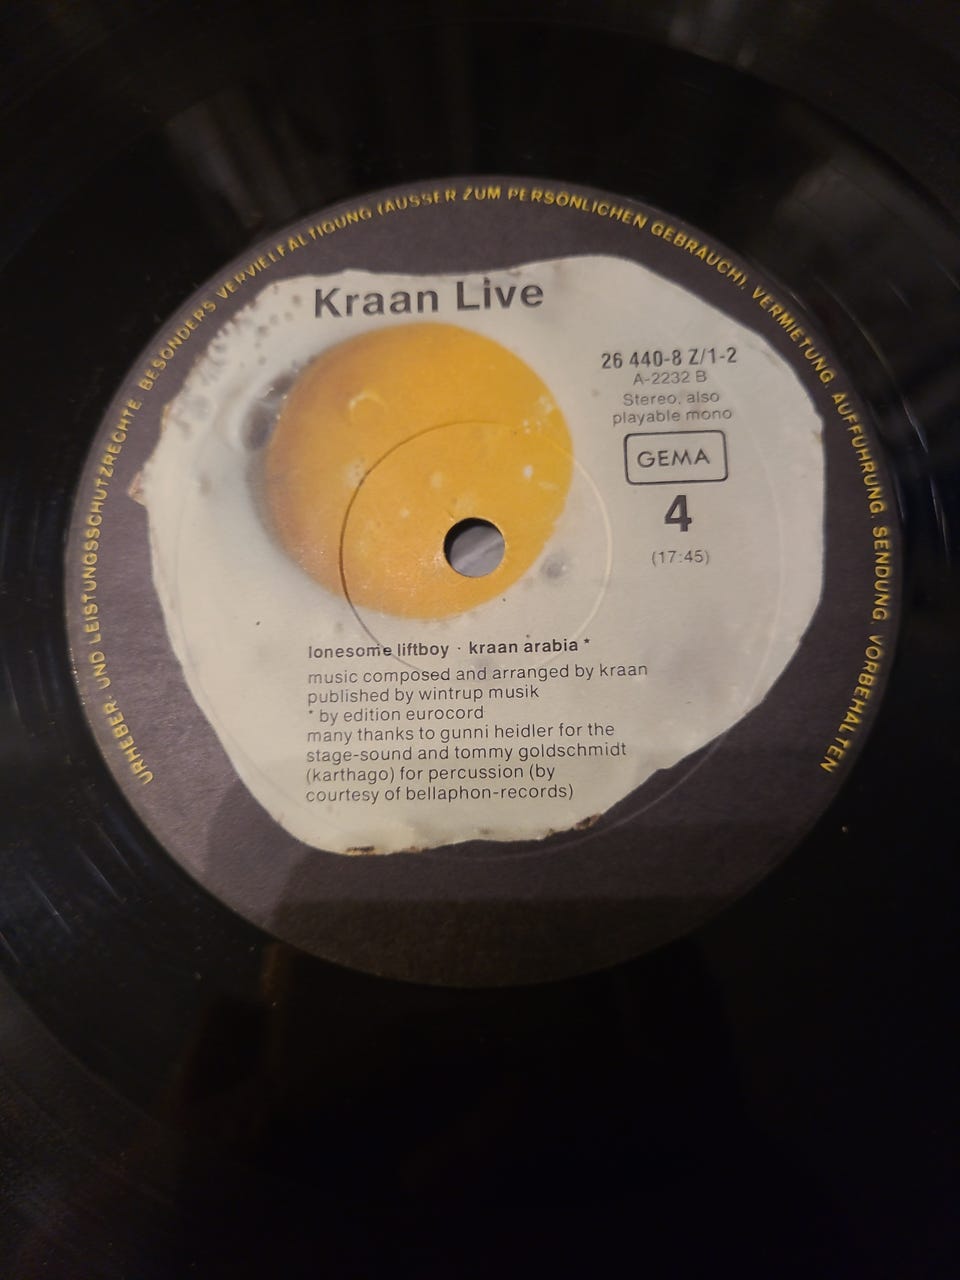 URHEBER- UND LEISTUNGSSCHUTZRECHTE, BESONDERS VERVIELFÄLTIGUNG (AUSSER ZUM PERSÖNLICHEN GEBRAUCH), VERMIETUNG, AUFFÜHRUNG, SENDUNG, VORBEHALTEN
Kraan Live
26 440-8 Z/1-2
A-2232 B
Stereo, also
playable mono
GEMA
4
(17:45)
lonesome liftboy · kraan arabia *
music composed and arranged by kraan
published by wintrup musik
* by edition eurocord
many thanks to gunni heidler for the
stage-sound and tommy goldschmidt
(karthago) for percussion (by
courtesy of bellaphon-records)